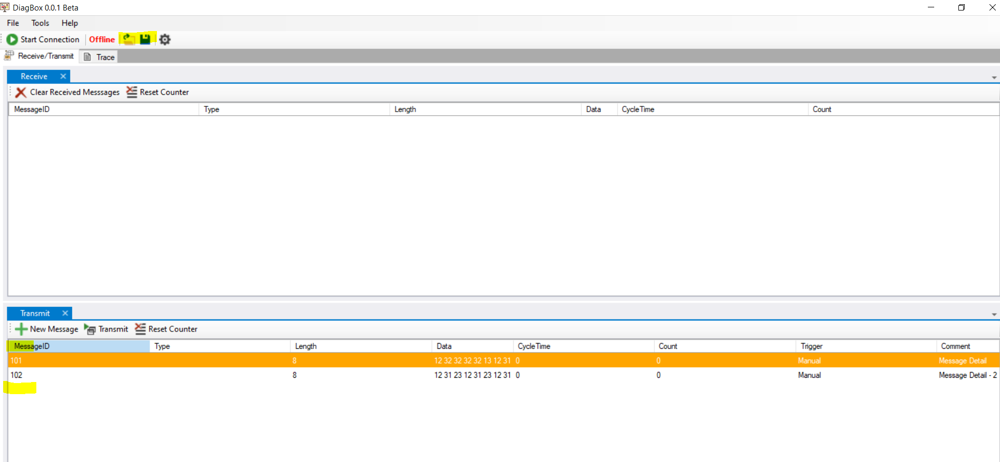 DiagBox 0.0.1 Beta
File Tools Help
Start Connection Offline
Receive/Transmit Trace
Receive
Clear Received Messsages Reset Counter
MessageID Type Length Data CycleTime Count
Transmit
New Message Transmit Reset Counter
MessageID Type Length Data CycleTime Count Trigger Comment
101 8 12 32 32 32 32 13 12 31 0 0 Manual Message Detail
102 8 12 31 23 12 31 23 12 31 0 0 Manual Message Detail - 2